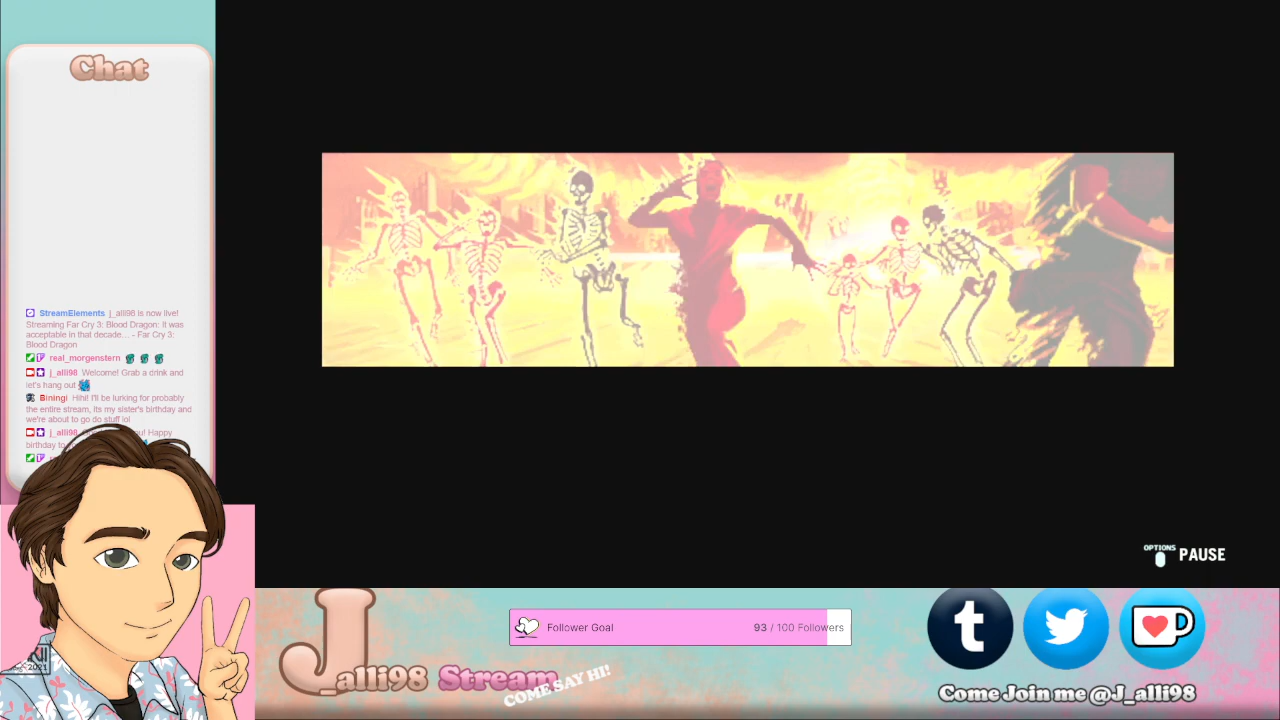 Chat
StreamElements j_alli98 is now live!
Streaming Far Cry 3: Blood Dragon: It was
acceptable in that decade... - Far Cry 3:
Blood Dragon
real_morgenstern
j_alli98 Welcome! Grab a drink and
let's hang out
Biningi Hihi! I'll be lurking for probably
the entire stream, its my sister's birthday and
we're about to go do stuff lol
j_alli98 Happy
birthday to
OPTIONS
PAUSE
Follower Goal 93 / 100 Followers
J_alli98 Stream
COME SAY HI!
Come Join me @J_alli98
2021